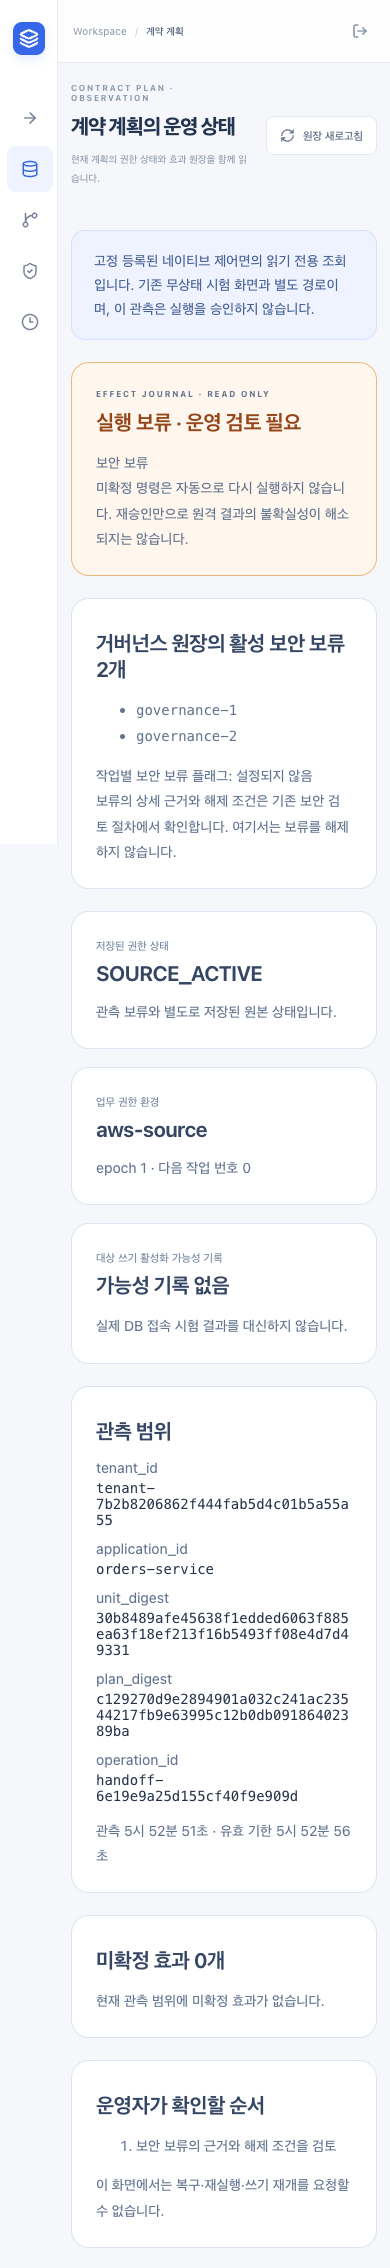 Workspace / 계약 계획
CONTRACT PLAN ·
OBSERVATION
계약 계획의 운영 상태
현재 계획의 권한 상태와 효과 원장을 함께 읽
습니다.
원장 새로고침
고정 등록된 네이티브 제어면의 읽기 전용 조회
입니다. 기존 무상태 시험 화면과 별도 경로이
며, 이 관측은 실행을 승인하지 않습니다.
EFFECT JOURNAL · READ ONLY
실행 보류 · 운영 검토 필요
보안 보류
미확정 명령은 자동으로 다시 실행하지 않습니
다. 재승인만으로 원격 결과의 불확실성이 해소
되지는 않습니다.
거버넌스 원장의 활성 보안 보류
2개
• governance-1
• governance-2
작업별 보안 보류 플래그: 설정되지 않음
보류의 상세 근거와 해제 조건은 기존 보안 검
토 절차에서 확인합니다. 여기서는 보류를 해제
하지 않습니다.
저장된 권한 상태
SOURCE_ACTIVE
관측 보류와 별도로 저장된 원본 상태입니다.
업무 권한 환경
aws-source
epoch 1 · 다음 작업 번호 0
대상 쓰기 활성화 가능성 기록
가능성 기록 없음
실제 DB 접속 시험 결과를 대신하지 않습니다.
관측 범위
tenant_id
tenant-
7b2b8206862f444fab5d4c01b5a55a
55
application_id
orders-service
unit_digest
30b8489afe45638f1edded6063f885
ea63f18ef213f16b5493ff08e4d7d4
9331
plan_digest
c129270d9e2894901a032c241ac235
44217fb9e63995c12b0db091864023
89ba
operation_id
handoff-
6e19e9a25d155cf40f9e909d
관측 5시 52분 51초 · 유효 기한 5시 52분 56
초
미확정 효과 0개
현재 관측 범위에 미확정 효과가 없습니다.
운영자가 확인할 순서
1. 보안 보류의 근거와 해제 조건을 검토
이 화면에서는 복구·재실행·쓰기 재개를 요청할
수 없습니다.